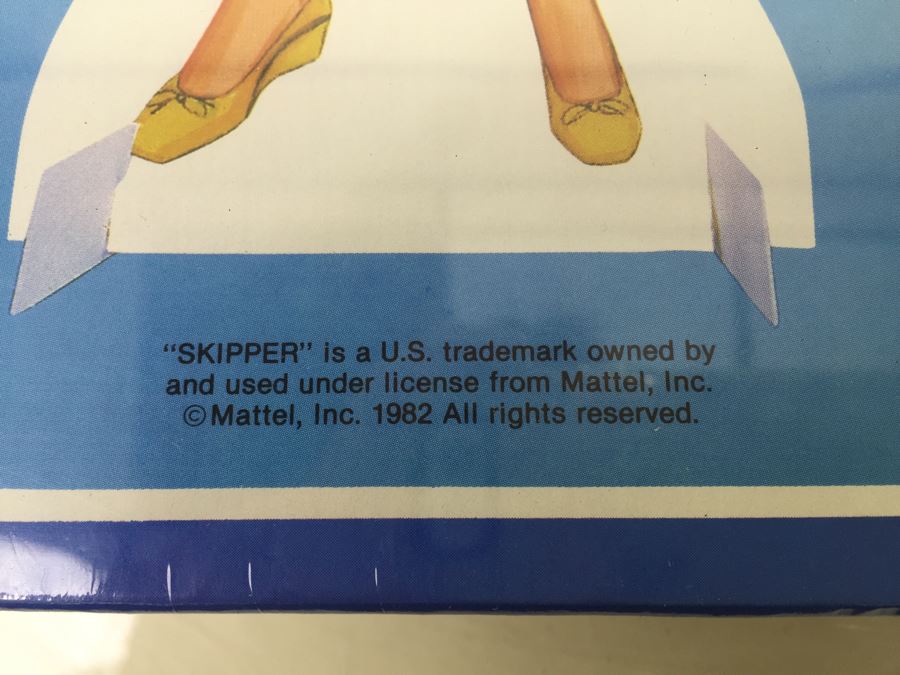 “SKIPPER” is a U.S. trademark owned by
and used under license from Mattel, Inc.
©Mattel, Inc. 1982 All rights reserved.